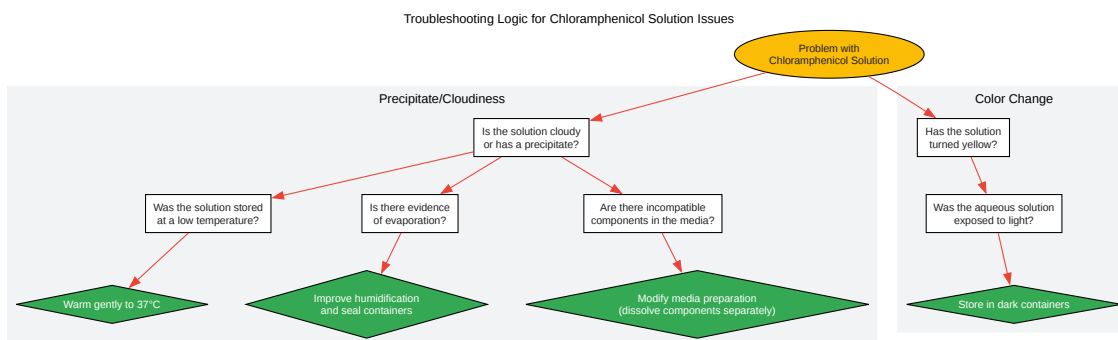 Troubleshooting Logic for Chloramphenicol Solution Issues
Problem with
Chloramphenicol Solution
Precipitate/Cloudiness
Color Change
Is the solution cloudy
or has a precipitate?
Has the solution
turned yellow?
Was the solution stored
at a low temperature?
Is there evidence
of evaporation?
Are there incompatible
components in the media?
Was the aqueous solution
exposed to light?
Warm gently to 37°C
Improve humidification
and seal containers
Modify media preparation
(dissolve components separately)
Store in dark containers